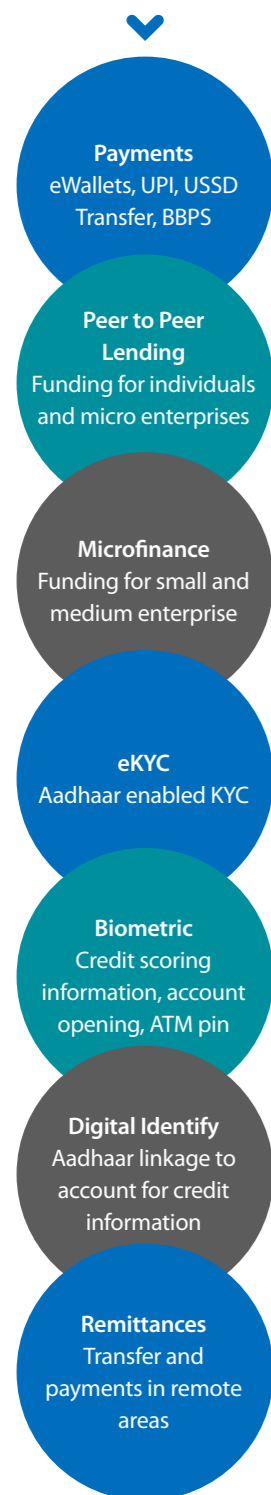 Payments
eWallets, UPI, USSD
Transfer, BBPS
Peer to Peer
Lending
Funding for individuals
and micro enterprises
Microfinance
Funding for small and
medium enterprise
eKYC
Aadhaar enabled KYC
Biometric
Credit scoring
information, account
opening, ATM pin
Digital Identify
Aadhaar linkage to
account for credit
information
Remittances
Transfer and
payments in remote
areas